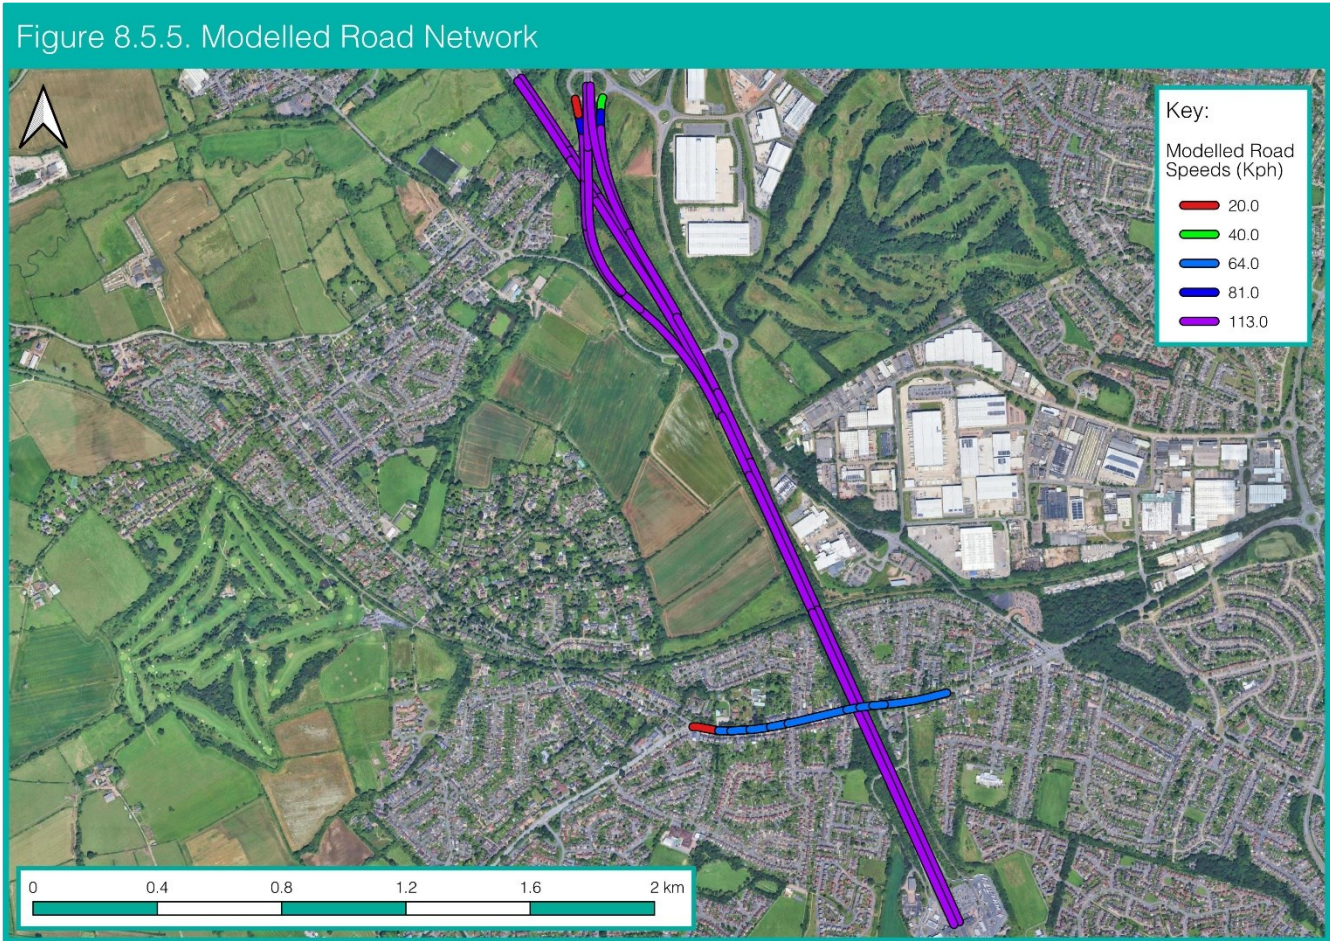 Figure 8.5.5. Modelled Road Network
Key:
Modelled Road
Speeds (Kph)
20.0
40.0
64.0
81.0
113.0
0 0.4 0.8 1.2 1.6 2 km